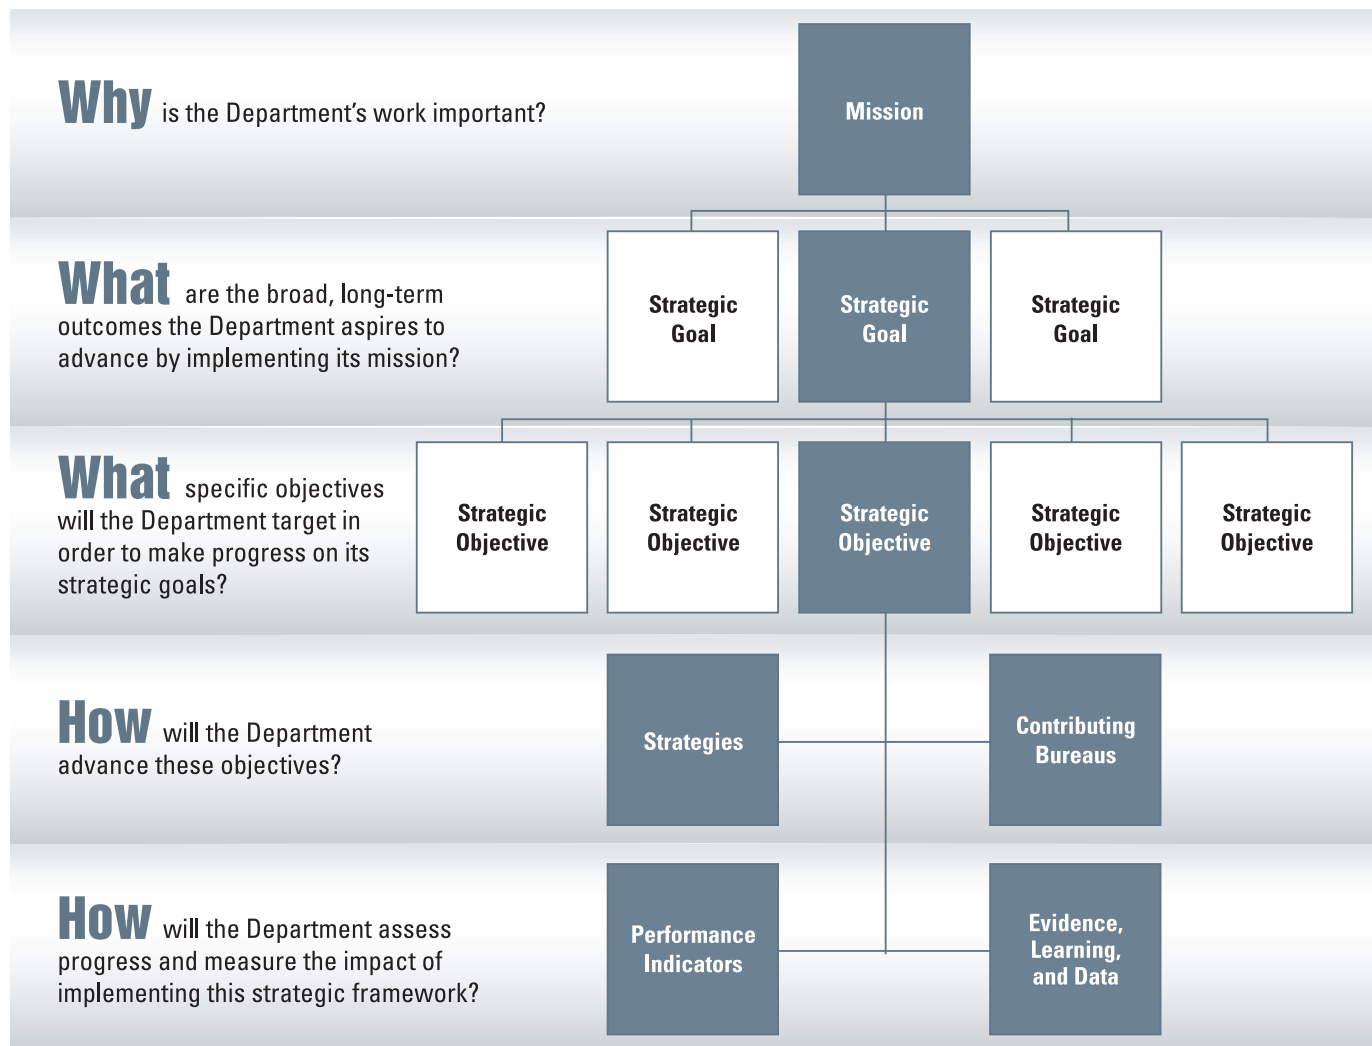 Why is the Department’s work important?
Mission
What are the broad, long-term
outcomes the Department aspires to
advance by implementing its mission?
Strategic
Goal
Strategic
Goal
Strategic
Goal
What specific objectives
will the Department target in
order to make progress on its
strategic goals?
Strategic
Objective
Strategic
Objective
Strategic
Objective
Strategic
Objective
Strategic
Objective
How will the Department
advance these objectives?
Strategies
Contributing
Bureaus
How will the Department assess
progress and measure the impact of
implementing this strategic framework?
Performance
Indicators
Evidence,
Learning,
and Data